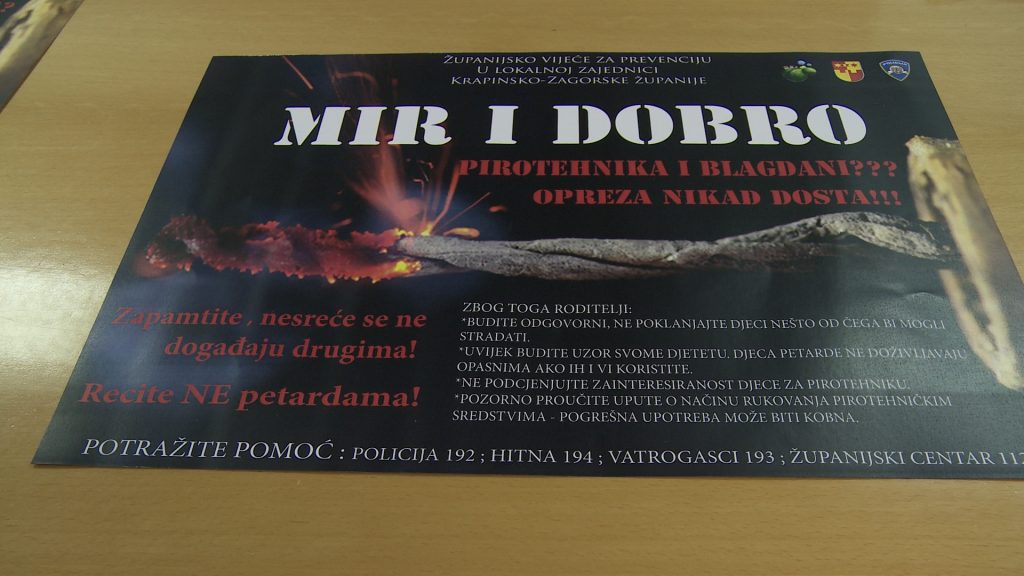 ŽUPANIJSKO VIJEĆE ZA PREVENCIJU
U LOKALNOJ ZAJEDNICI
KRAPINSKO-ZAGORSKE ŽUPANIJE
MIR I DOBRO
PIROTEHNIKA I BLAGDANI???
OPREZA NIKAD DOSTA!!!
Zapamtite , nesreće se ne
događaju drugima!
Recite NE petardama!
ZBOG TOGA RODITELJI:
*BUDITE ODGOVORNI, NE POKLANJAJTE DJECI NEŠTO OD ČEGA BI MOGLI
STRADATI.
*UVIJEK BUDITE UZOR SVOME DJETETU. DJECA PETARDE NE DOŽIVLJAVAJU
OPASNIMA AKO IH I VI KORISTITE.
*NE PODCJENJUJTE ZAINTERESIRANOST DJECE ZA PIROTEHNIKU.
*POZORNO PROUČITE UPUTE O NAČINU RUKOVANJA PIROTEHNIČKIM
SREDSTVIMA - POGREŠNA UPOTREBA MOŽE BITI KOBNA.
POTRAŽITE POMOĆ : POLICIJA 192 ; HITNA 194 ; VATROGASCI 193 ; ŽUPANIJSKI CENTAR